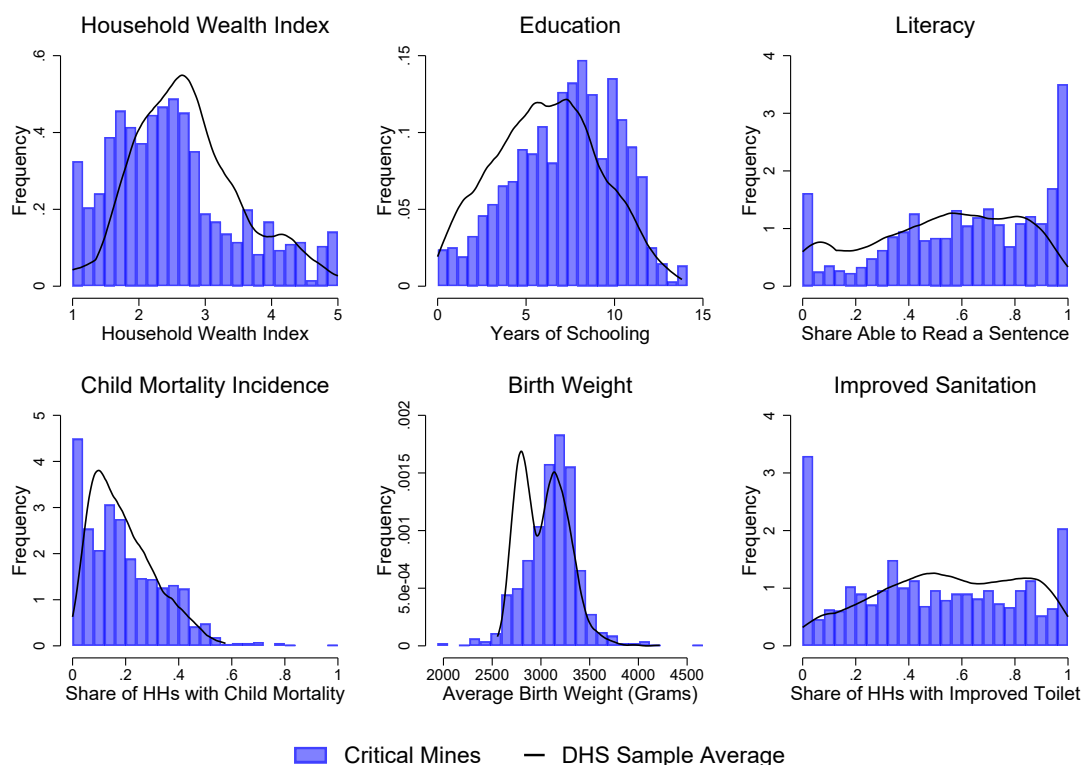 Household Wealth Index
Frequency
0 .2 .4 .6
1 2 3 4 5
Household Wealth Index
Education
Frequency
0 .05 .1 .15
0 5 10 15
Years of Schooling
Literacy
Frequency
0 1 2 3 4
0 .2 .4 .6 .8 1
Share Able to Read a Sentence
Child Mortality Incidence
Frequency
0 1 2 3 4 5
0 .2 .4 .6 .8 1
Share of HHs with Child Mortality
Birth Weight
Frequency
0 5.0e-04 .001 .0015 .002
2000 2500 3000 3500 4000 4500
Average Birth Weight (Grams)
Improved Sanitation
Frequency
0 1 2 3 4
0 .2 .4 .6 .8 1
Share of HHs with Improved Toilet
Critical Mines DHS Sample Average